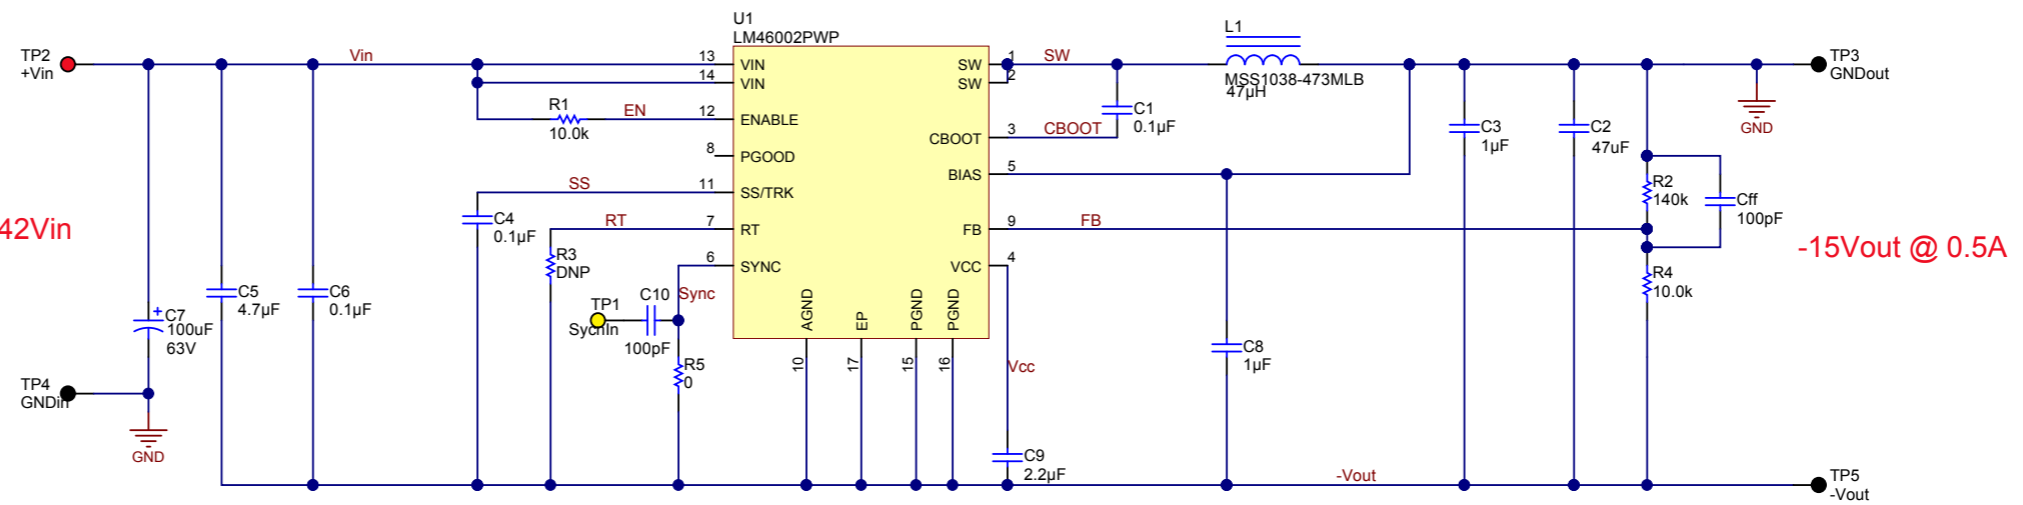 U1
LM46002PWP
TP2
+Vin
Vin
13
VIN
14
VIN
R1
10.0k
EN
12
ENABLE
8
PGOOD
SS
11
SS/TRK
C4
0.1µF
RT
7
RT
R3
DNP
6
SYNC
Sync
C10
100pF
TP1
SychIn
R5
0
42Vin
C7
+
100uF
63V
C5
4.7µF
C6
0.1µF
TP4
GNDin
GND
AGND
EP
PGND
PGND
10
17
15
16
SW
1
SW
SW
2
CBOOT
3
CBOOT
C1
0.1µF
BIAS
5
FB
9
FB
VCC
4
Vcc
C9
2.2µF
C8
1µF
L1
MSS1038-473MLB
47µH
C3
1µF
C2
47uF
R2
140k
Cff
100pF
R4
10.0k
GND
TP3
GNDout
-15Vout @ 0.5A
-Vout
TP5
-Vout